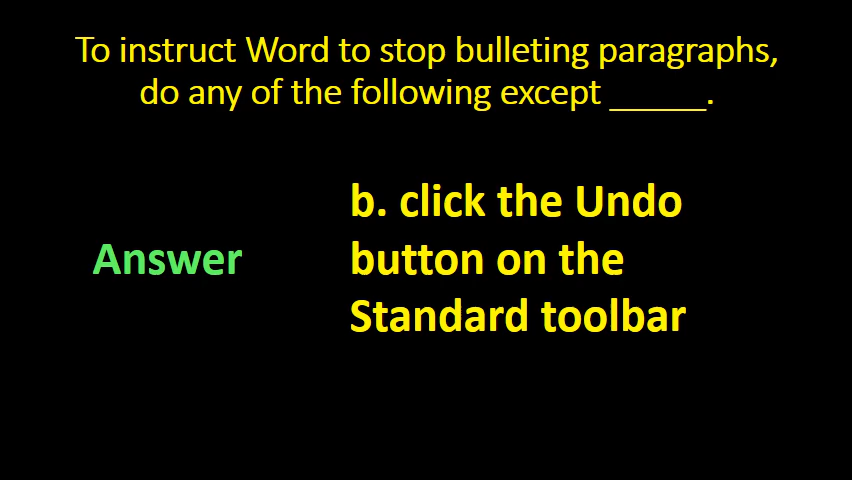 To instruct Word to stop bulleting paragraphs,
do any of the following except _____.
b. click the Undo
Answer button on the
Standard toolbar